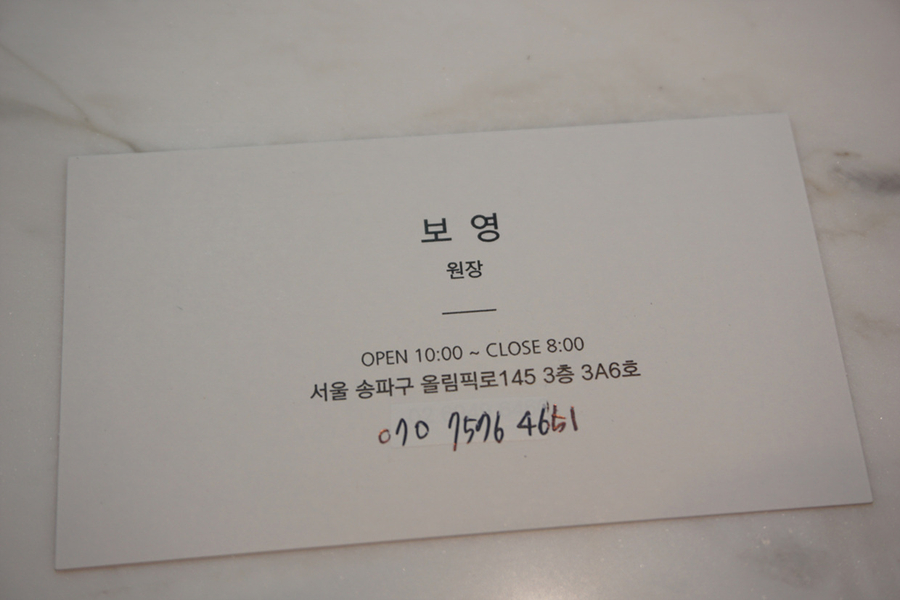 보영
원장
OPEN 10:00 ~ CLOSE 8:00
서울 송파구 올림픽로145 3층 3A6호
070 7576 4651